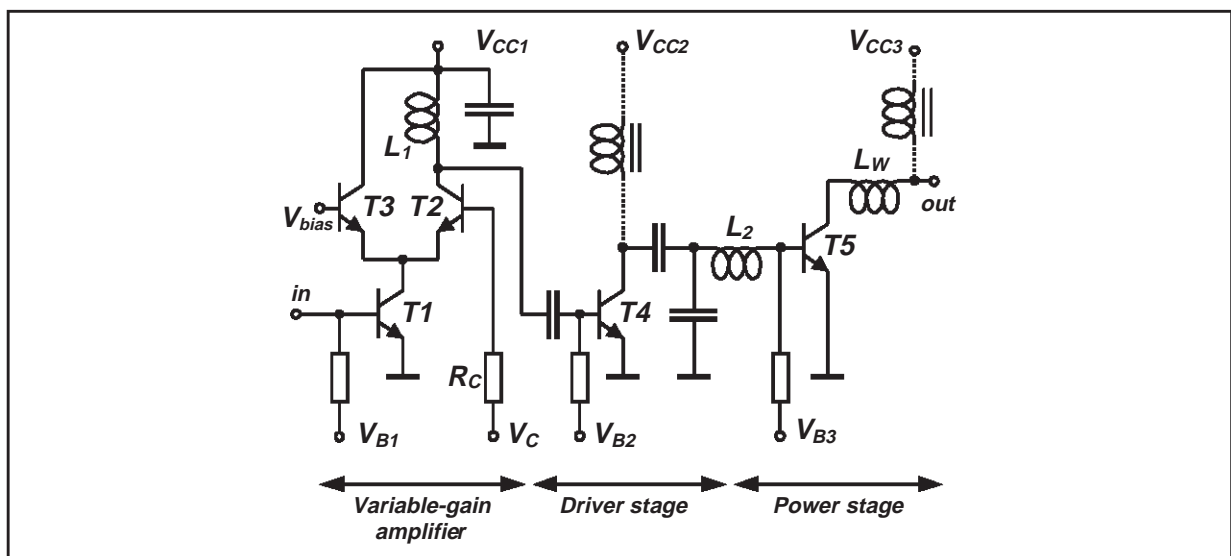 VCC1
VCC2
VCC3
L1
LW
T3
T2
Vbias
out
L2
T5
in
T1
T4
RC
VB1
VC
VB2
VB3
Variable-gain
amplifier
Driver stage
Power stage